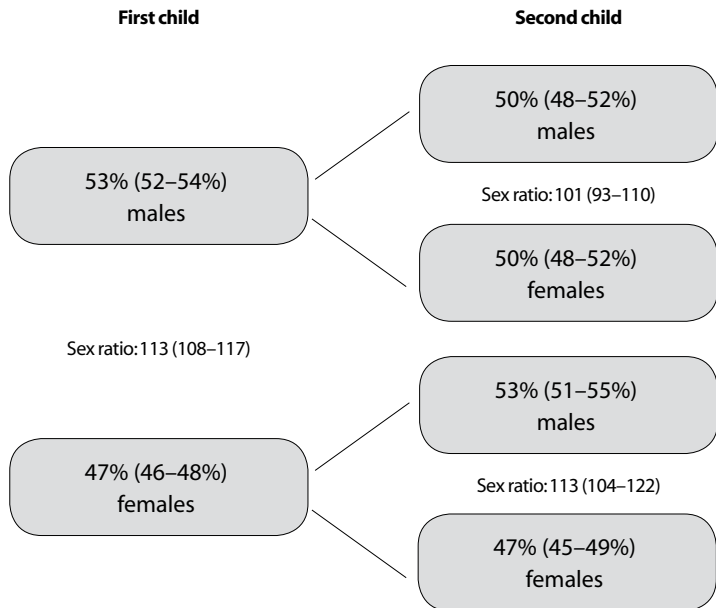 First child
Second child
53% (52–54%)
males
Sex ratio: 113 (108–117)
47% (46–48%)
females
50% (48–52%)
males
Sex ratio: 101 (93–110)
50% (48–52%)
females
53% (51–55%)
males
Sex ratio: 113 (104–122)
47% (45–49%)
females